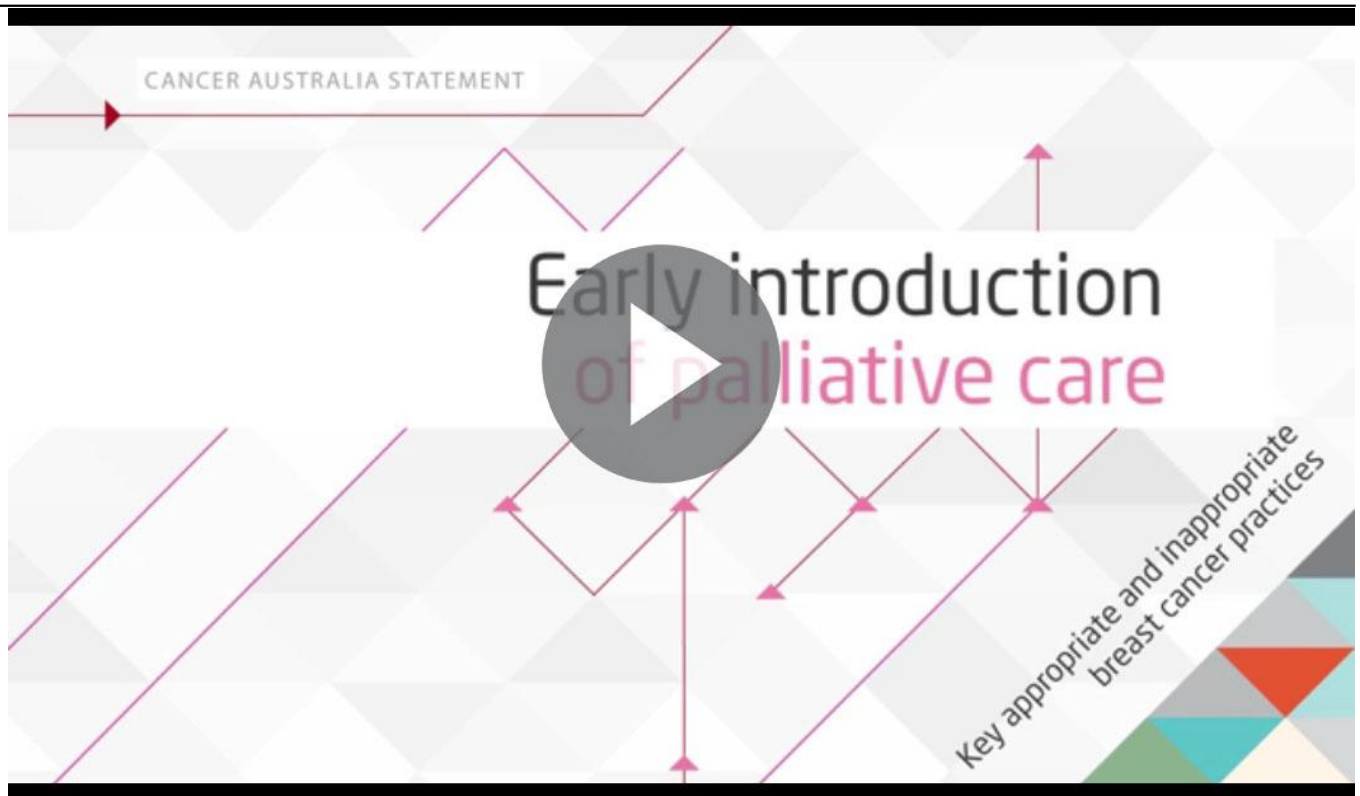 CANCER AUSTRALIA STATEMENT
Early introduction
of palliative care
Key appropriate and inappropriate
breast cancer practices